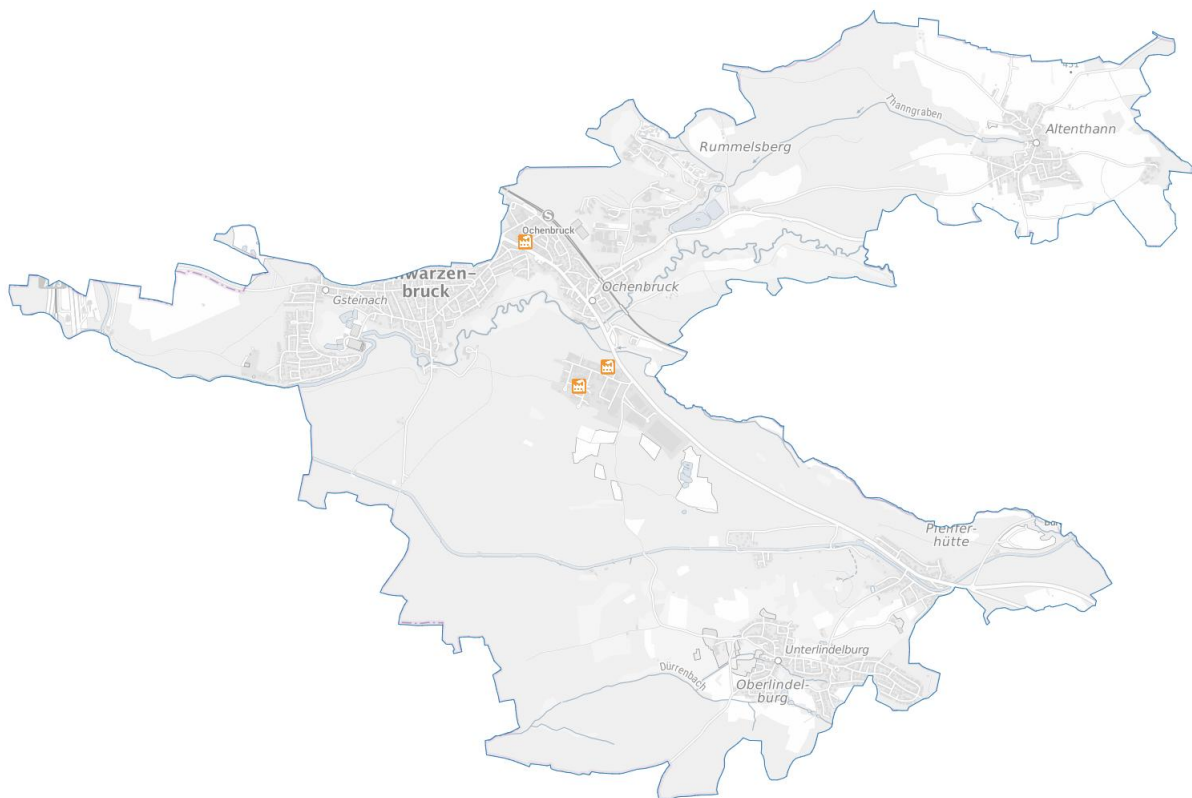 Thanngraben
Altenthann
Rummelsberg
S
Ochenbruck
warzen-
bruck
Gsteinach
Ochenbruck
Pfeiffer-
hütte
Unterlindelburg
Dürrenbach
Oberlindel-
burg